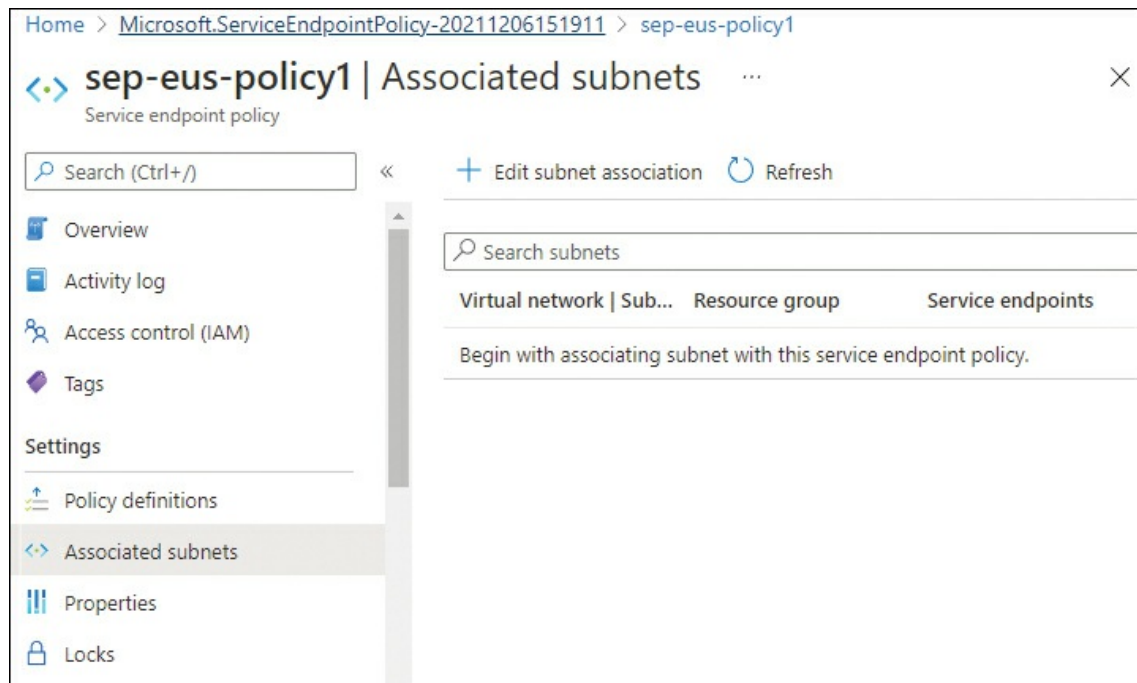 Home > Microsoft.ServiceEndpointPolicy-20211206151911 > sep-eus-policy1
sep-eus-policy1 | Associated subnets ...
Service endpoint policy
Search (Ctrl+/)
Overview
Activity log
Access control (IAM)
Tags
Settings
Policy definitions
Associated subnets
Properties
Locks
Edit subnet association Refresh
Search subnets
Virtual network | Sub... Resource group Service endpoints
Begin with associating subnet with this service endpoint policy.